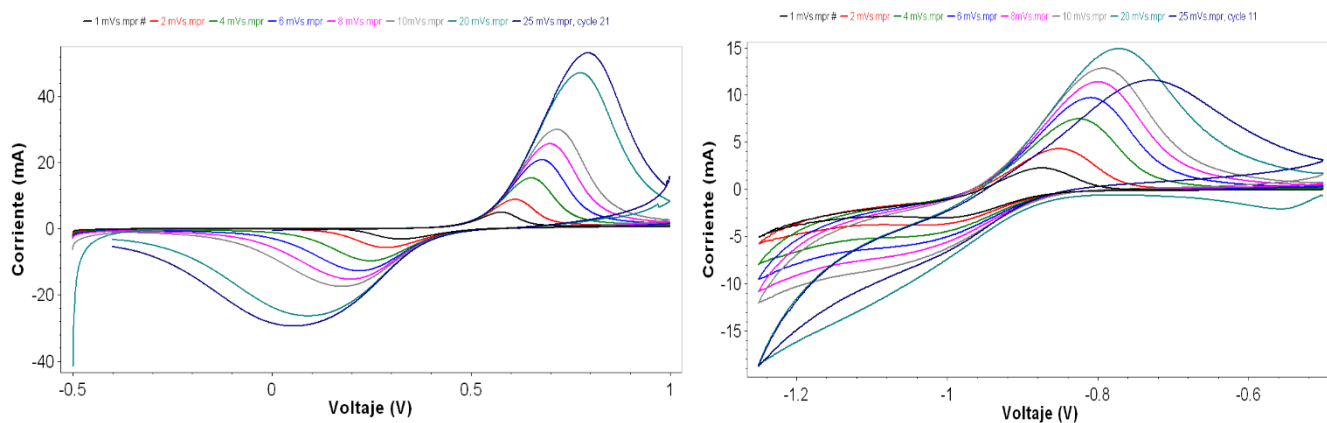 1 mVs.mpr # 2 mVs.mpr 4 mVs.mpr 6 mVs.mpr 8 mVs.mpr 10mVs.mpr 20 mVs.mpr 25 mVs.mpr, cycle 21
40
20
0
-20
-40
Corriente (mA)
-0.5 0 0.5 1
Voltaje (V)
1 mVs.mpr # 2 mVs.mpr 4 mVs.mpr 6 mVs.mpr 8mVs.mpr 10 mVs.mpr 20 mVs.mpr 25 mVs.mpr, cycle 11
15
10
5
0
-5
-10
-15
Corriente (mA)
-1.2 -1 -0.8 -0.6
Voltaje (V)